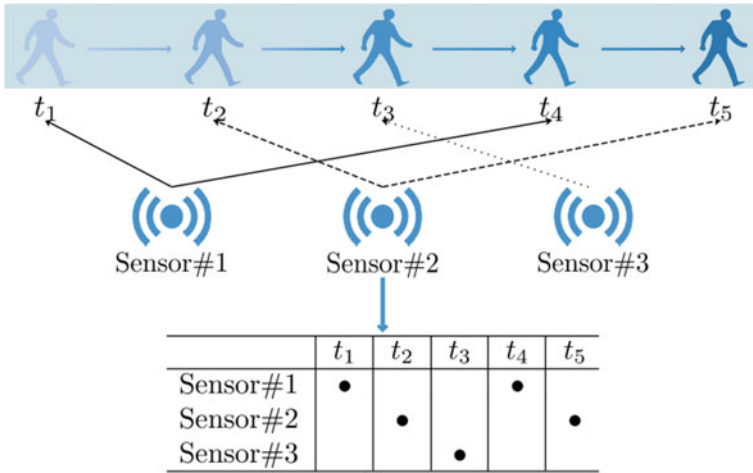 t₁ t₂ t₃ t₄ t₅
Sensor#1 Sensor#2 Sensor#3
t₁ t₂ t₃ t₄ t₅
Sensor#1
Sensor#2
Sensor#3